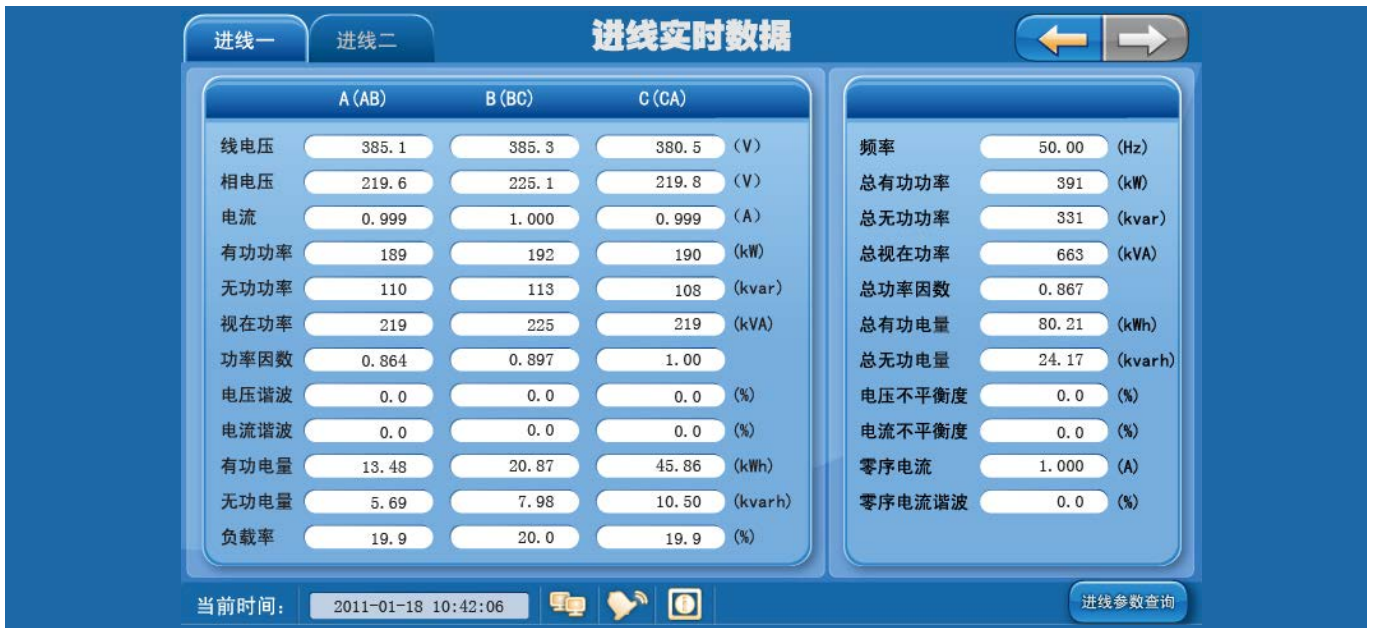 进线一 进线二 进线实时数据
A(AB) B(BC) C(CA)
线电压 385.1 385.3 380.5 (V)
相电压 219.6 225.1 219.8 (V)
电流 0.999 1.000 0.999 (A)
有功功率 189 192 190 (kW)
无功功率 110 113 108 (kvar)
视在功率 219 225 219 (kVA)
功率因数 0.864 0.897 1.00
电压谐波 0.0 0.0 0.0 (%)
电流谐波 0.0 0.0 0.0 (%)
有功电量 13.48 20.87 45.86 (kWh)
无功电量 5.69 7.98 10.50 (kvarh)
负载率 19.9 20.0 19.9 (%)
频率 50.00 (Hz)
总有功功率 391 (kW)
总无功功率 331 (kvar)
总视在功率 663 (kVA)
总功率因数 0.867
总有功电量 80.21 (kWh)
总无功电量 24.17 (kvarh)
电压不平衡度 0.0 (%)
电流不平衡度 0.0 (%)
零序电流 1.000 (A)
零序电流谐波 0.0 (%)
当前时间: 2011-01-18 10:42:06 进线参数查询